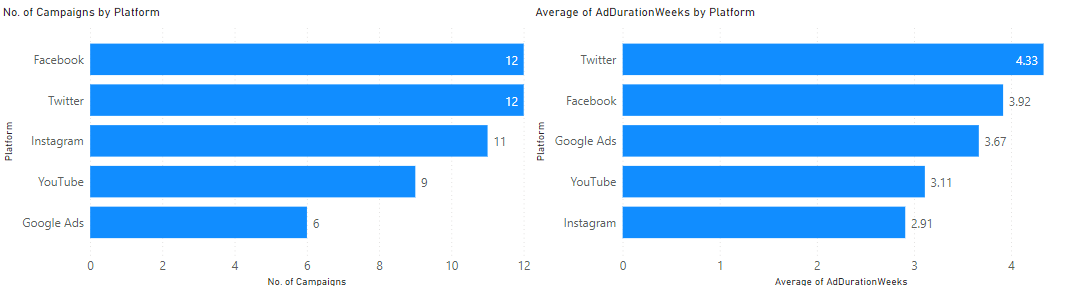 No. of Campaigns by Platform
Platform
Facebook 12
Twitter 12
Instagram 11
YouTube 9
Google Ads 6
0 2 4 6 8 10 12
No. of Campaigns
Average of AdDurationWeeks by Platform
Platform
Twitter 4.33
Facebook 3.92
Google Ads 3.67
YouTube 3.11
Instagram 2.91
0 1 2 3 4
Average of AdDurationWeeks